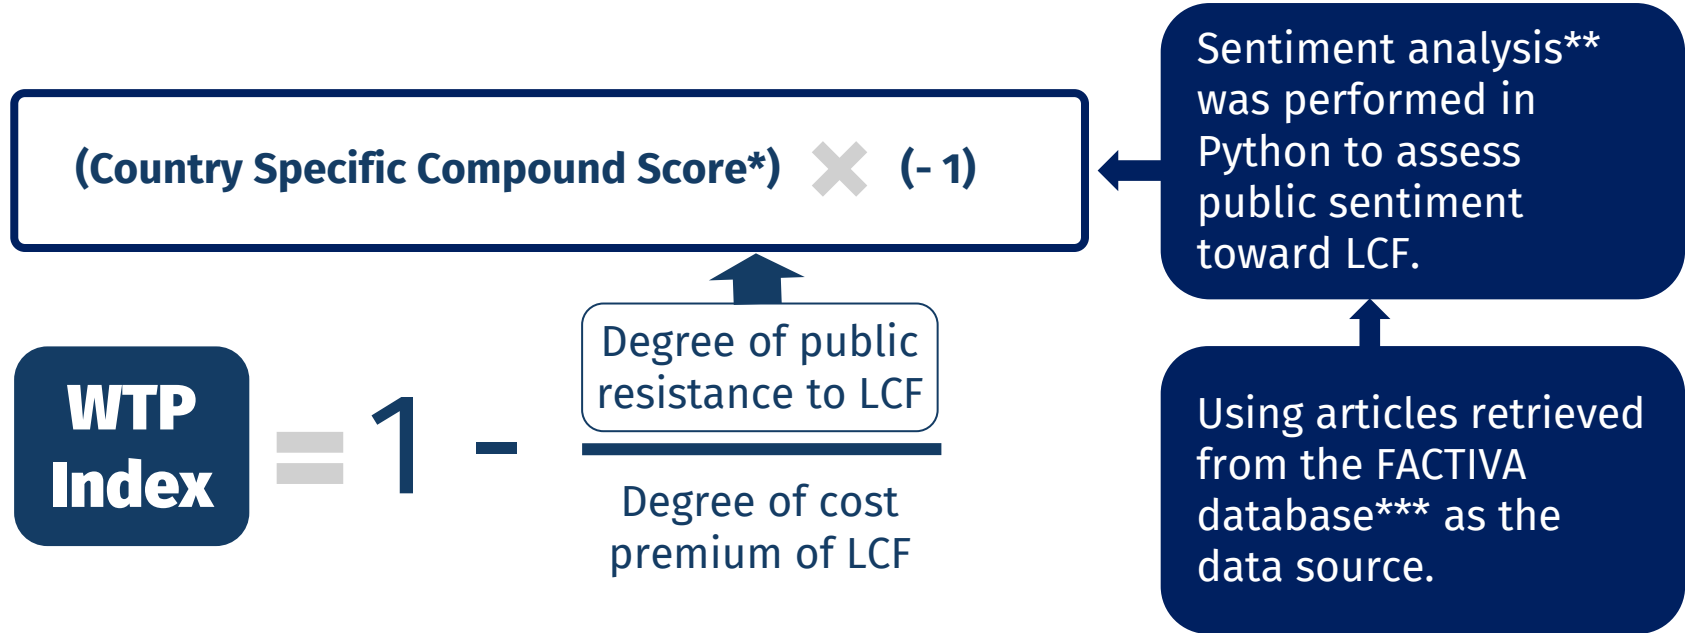 Sentiment analysis**
was performed in
Python to assess
public sentiment
toward LCF.
(Country Specific Compound Score*) × (- 1)
Degree of public
resistance to LCF
WTP
Index
= 1 -
Degree of cost
premium of LCF
Using articles retrieved
from the FACTIVA
database*** as the
data source.